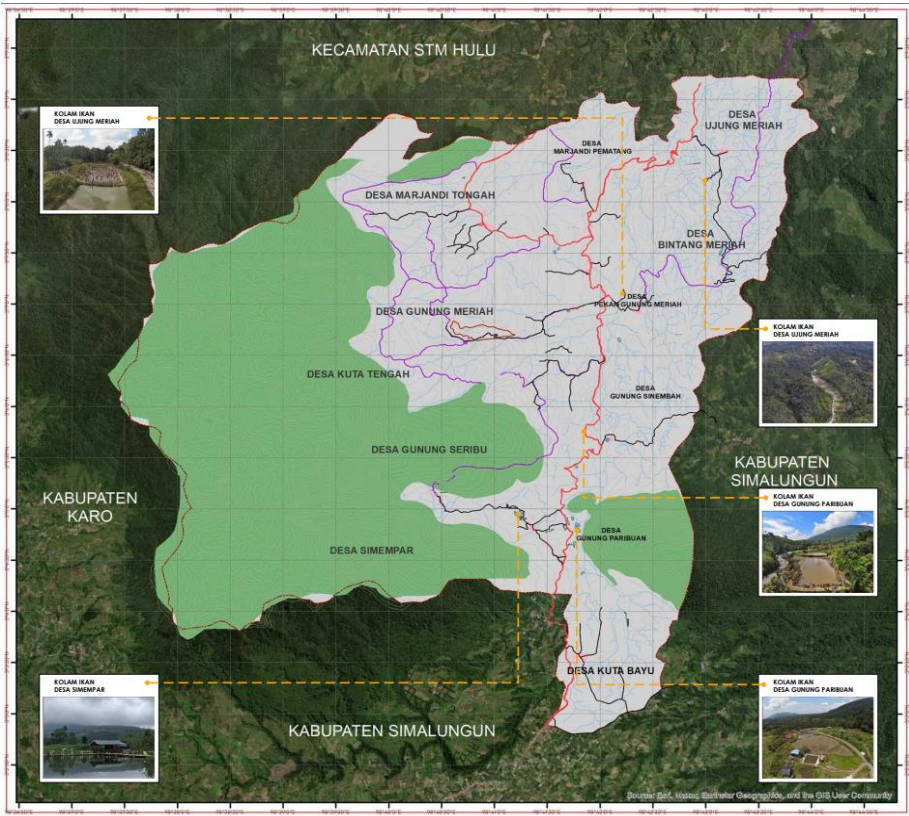 KECAMATAN STM HULU
KOLAM IKAN
DESA UJUNG MERIAH
DESA
UJUNG MERIAH
DESA
MARJANDI PEMATANG
DESA MARJANDI TONGAH
DESA
BINTANG MERIAH
DESA
PEKAN GUNUNG MERIAH
DESA GUNUNG MERIAH
KOLAM IKAN
DESA UJUNG MERIAH
DESA KUTA TENGAH
DESA
GUNUNG SINEMBAH
DESA GUNUNG SERIBU
KABUPATEN
SIMALUNGUN
KABUPATEN
KARO
KOLAM IKAN
DESA GUNUNG PARIBUAN
DESA
GUNUNG PARIBUAN
DESA SIMEMPAR
DESA KUTA BAYU
KOLAM IKAN
DESA SIMEMPAR
KOLAM IKAN
DESA GUNUNG PARIBUAN
KABUPATEN SIMALUNGUN
Source: Esri, Maxar, Earthstar Geographics, and the GIS User Community